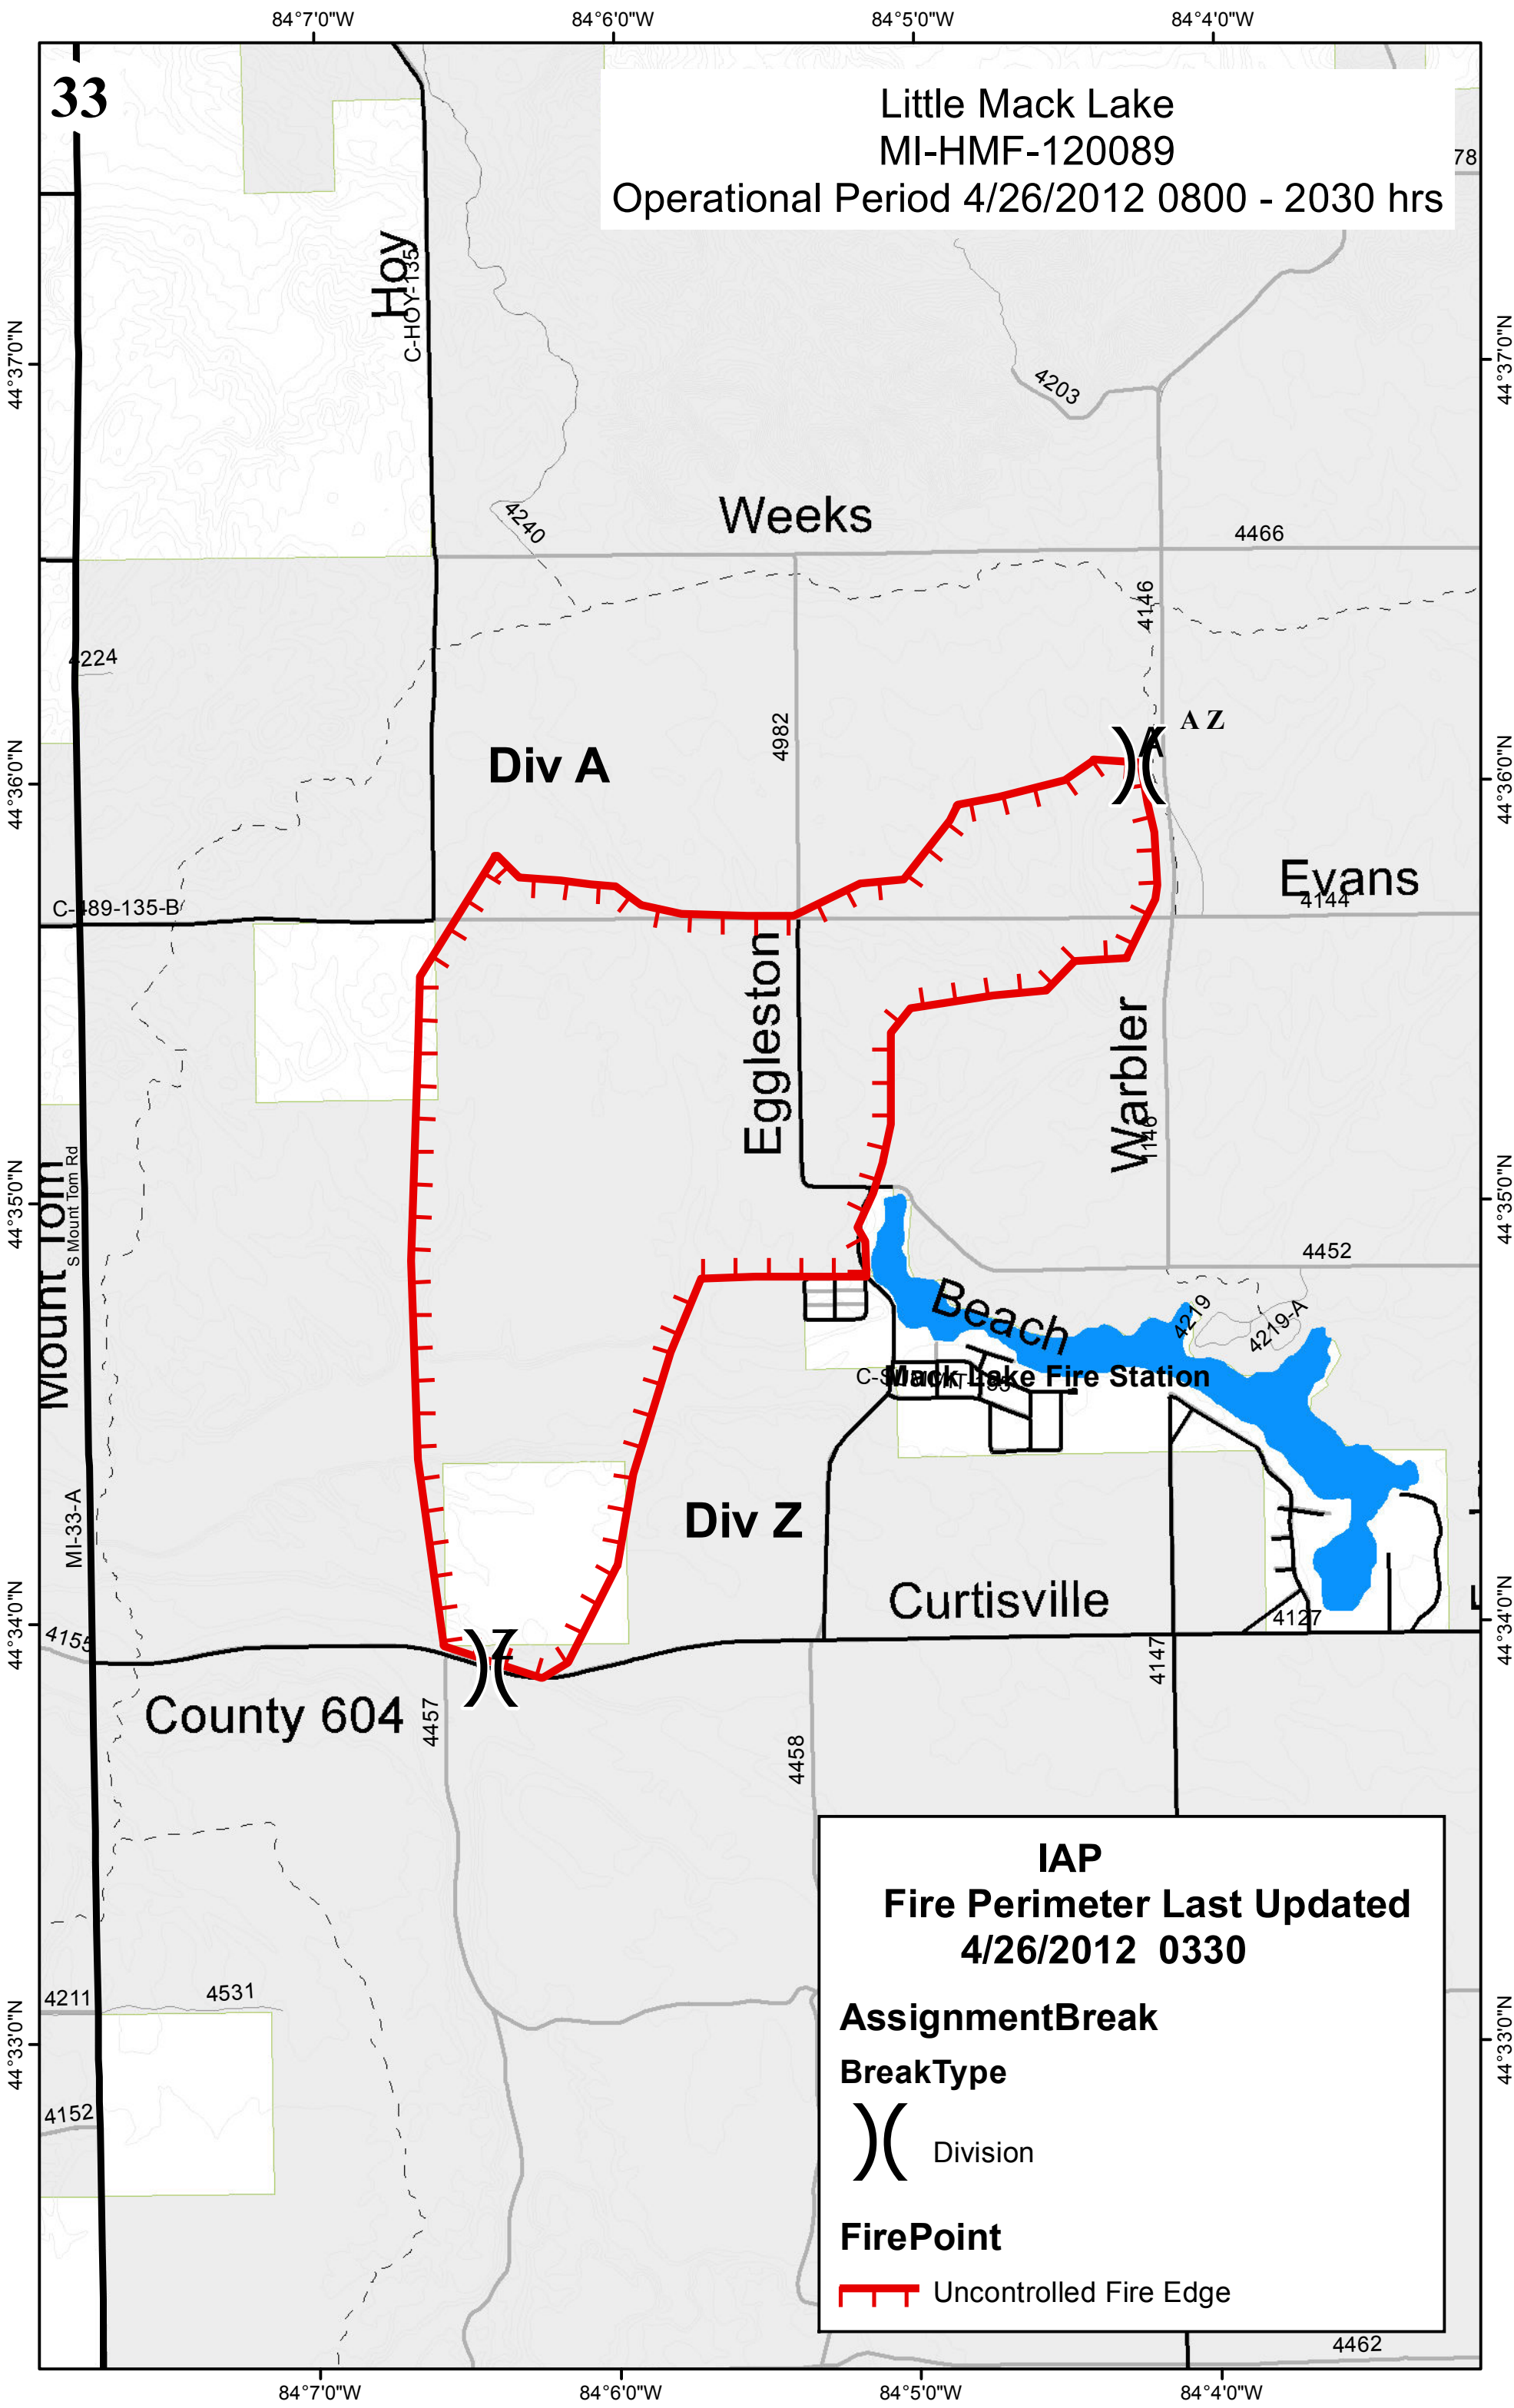 84°7'0"W
84°6'0"W
84°5'0"W
84°4'0"W
33
Little Mack Lake
MI-HMF-120089
Operational Period 4/26/2012 0800 - 2030 hrs
78
Hoy
C-HOY-135
44°37'0"N
44°37'0"N
4203
Weeks
4240
4466
4146
4224
4982
A Z
A
Div A
44°36'0"N
44°36'0"N
Evans
4144
C-489-135-B
Eggleston
Warbler
1146
44°35'0"N
44°35'0"N
Mount Tom
S Mount Tom Rd
4452
Beach
4219
4219-A
Mack Lake Fire Station
MI-33-A
Div Z
Curtisville
44°34'0"N
44°34'0"N
4127
4155
Z
4147
County 604
4457
4458
IAP
Fire Perimeter Last Updated
4/26/2012 0330
4211
4531
AssignmentBreak
44°33'0"N
44°33'0"N
BreakType
4152
Division
FirePoint
Uncontrolled Fire Edge
4462
84°7'0"W
84°6'0"W
84°5'0"W
84°4'0"W